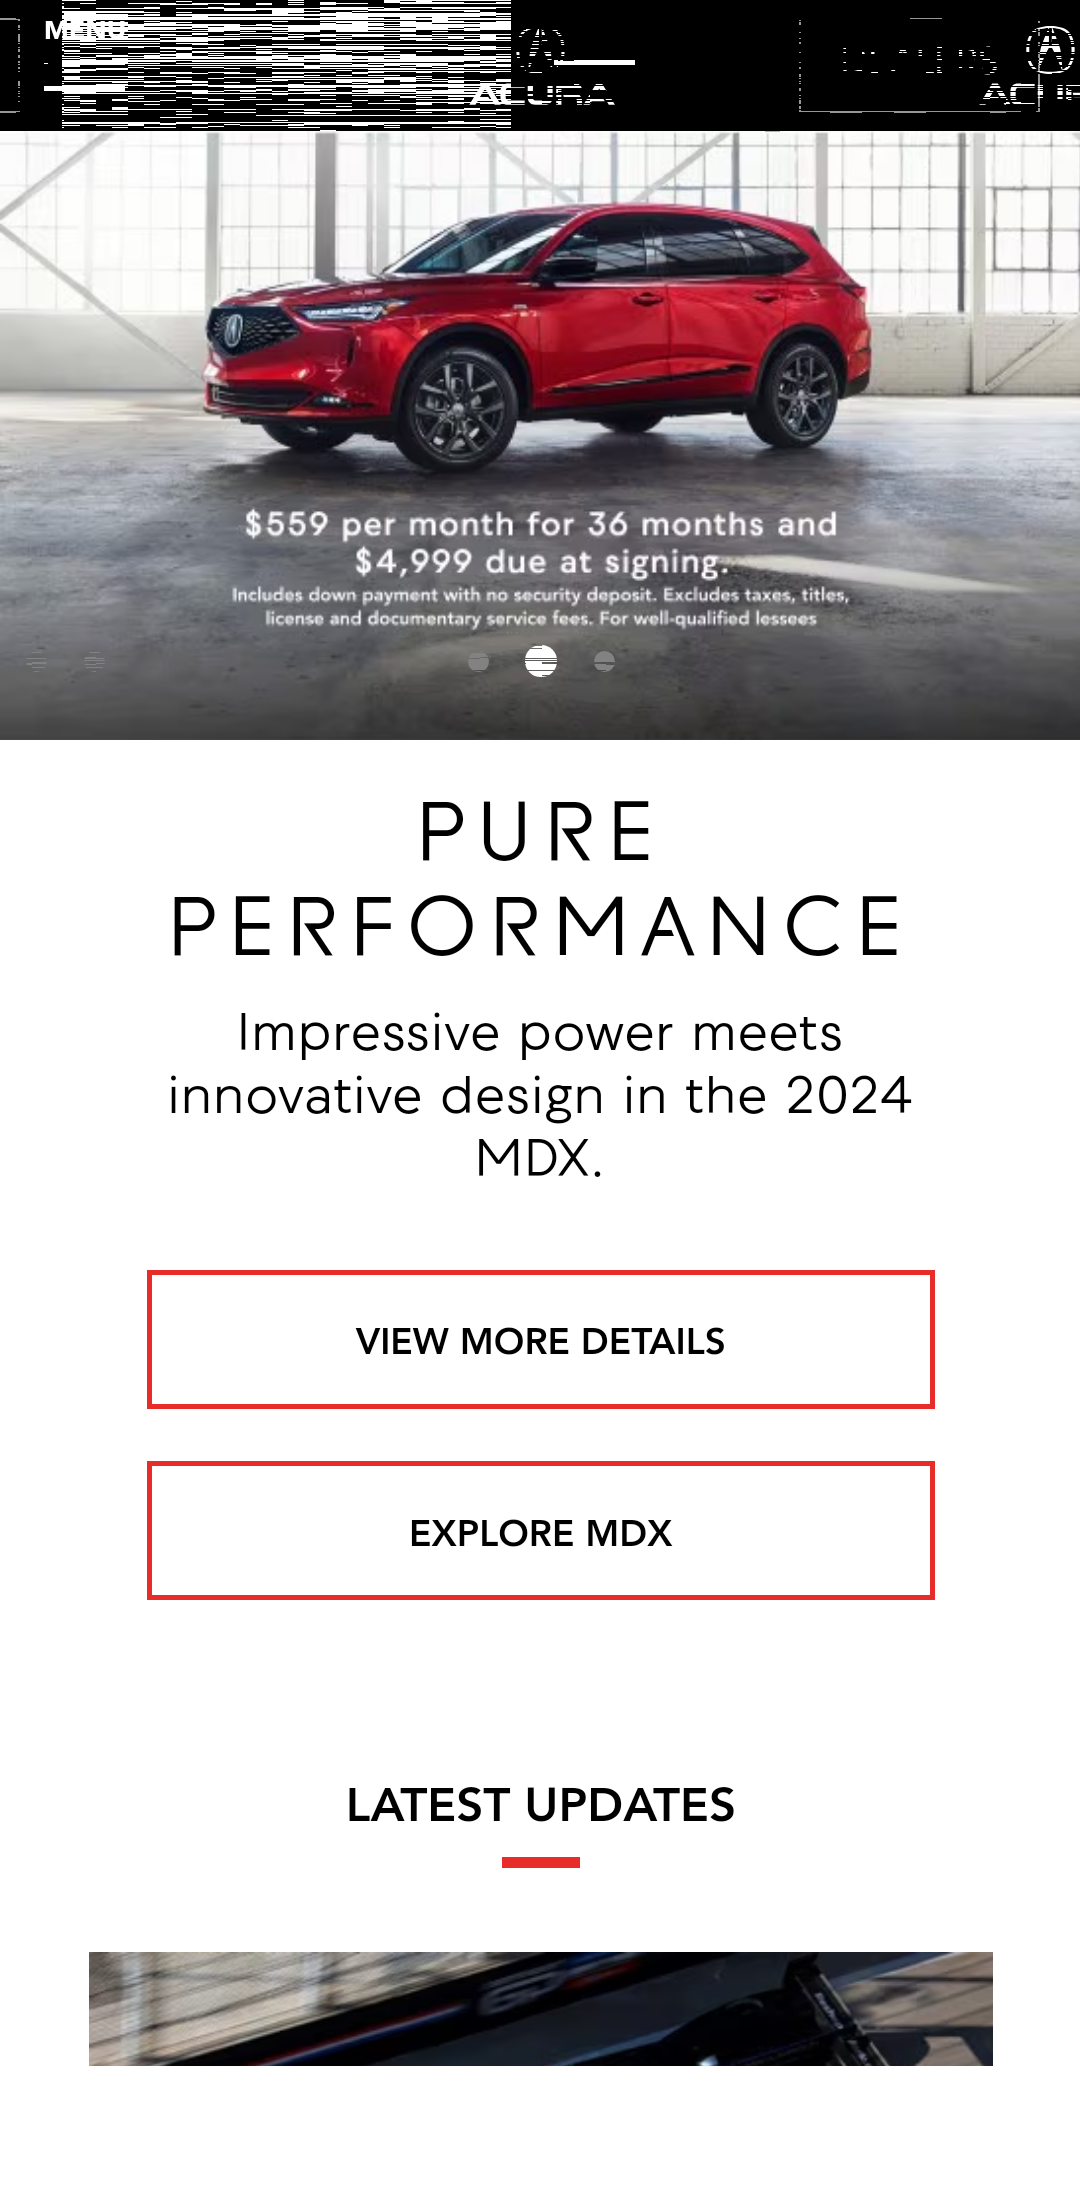 MENU
ACURA
$559 per month for 36 months and
$4,999 due at signing.
Includes down payment with no security deposit. Excludes taxes, titles,
license and documentary service fees. For well-qualified lessees
PURE
PERFORMANCE
Impressive power meets
innovative design in the 2024
MDX.
VIEW MORE DETAILS
EXPLORE MDX
LATEST UPDATES